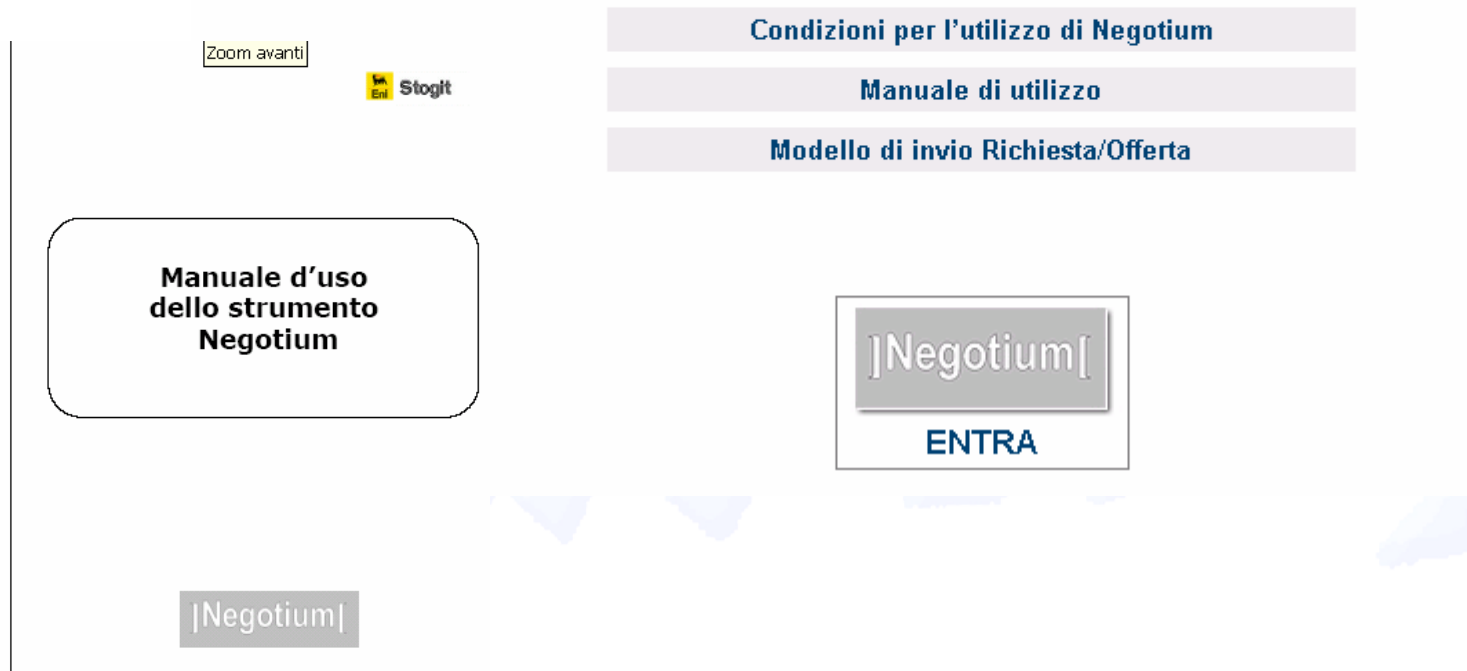 Zoom avanti
Eni Stogit
Manuale d'uso
dello strumento
Negotium
]Negotium[
Condizioni per l'utilizzo di Negotium
Manuale di utilizzo
Modello di invio Richiesta/Offerta
]Negotium[
ENTRA